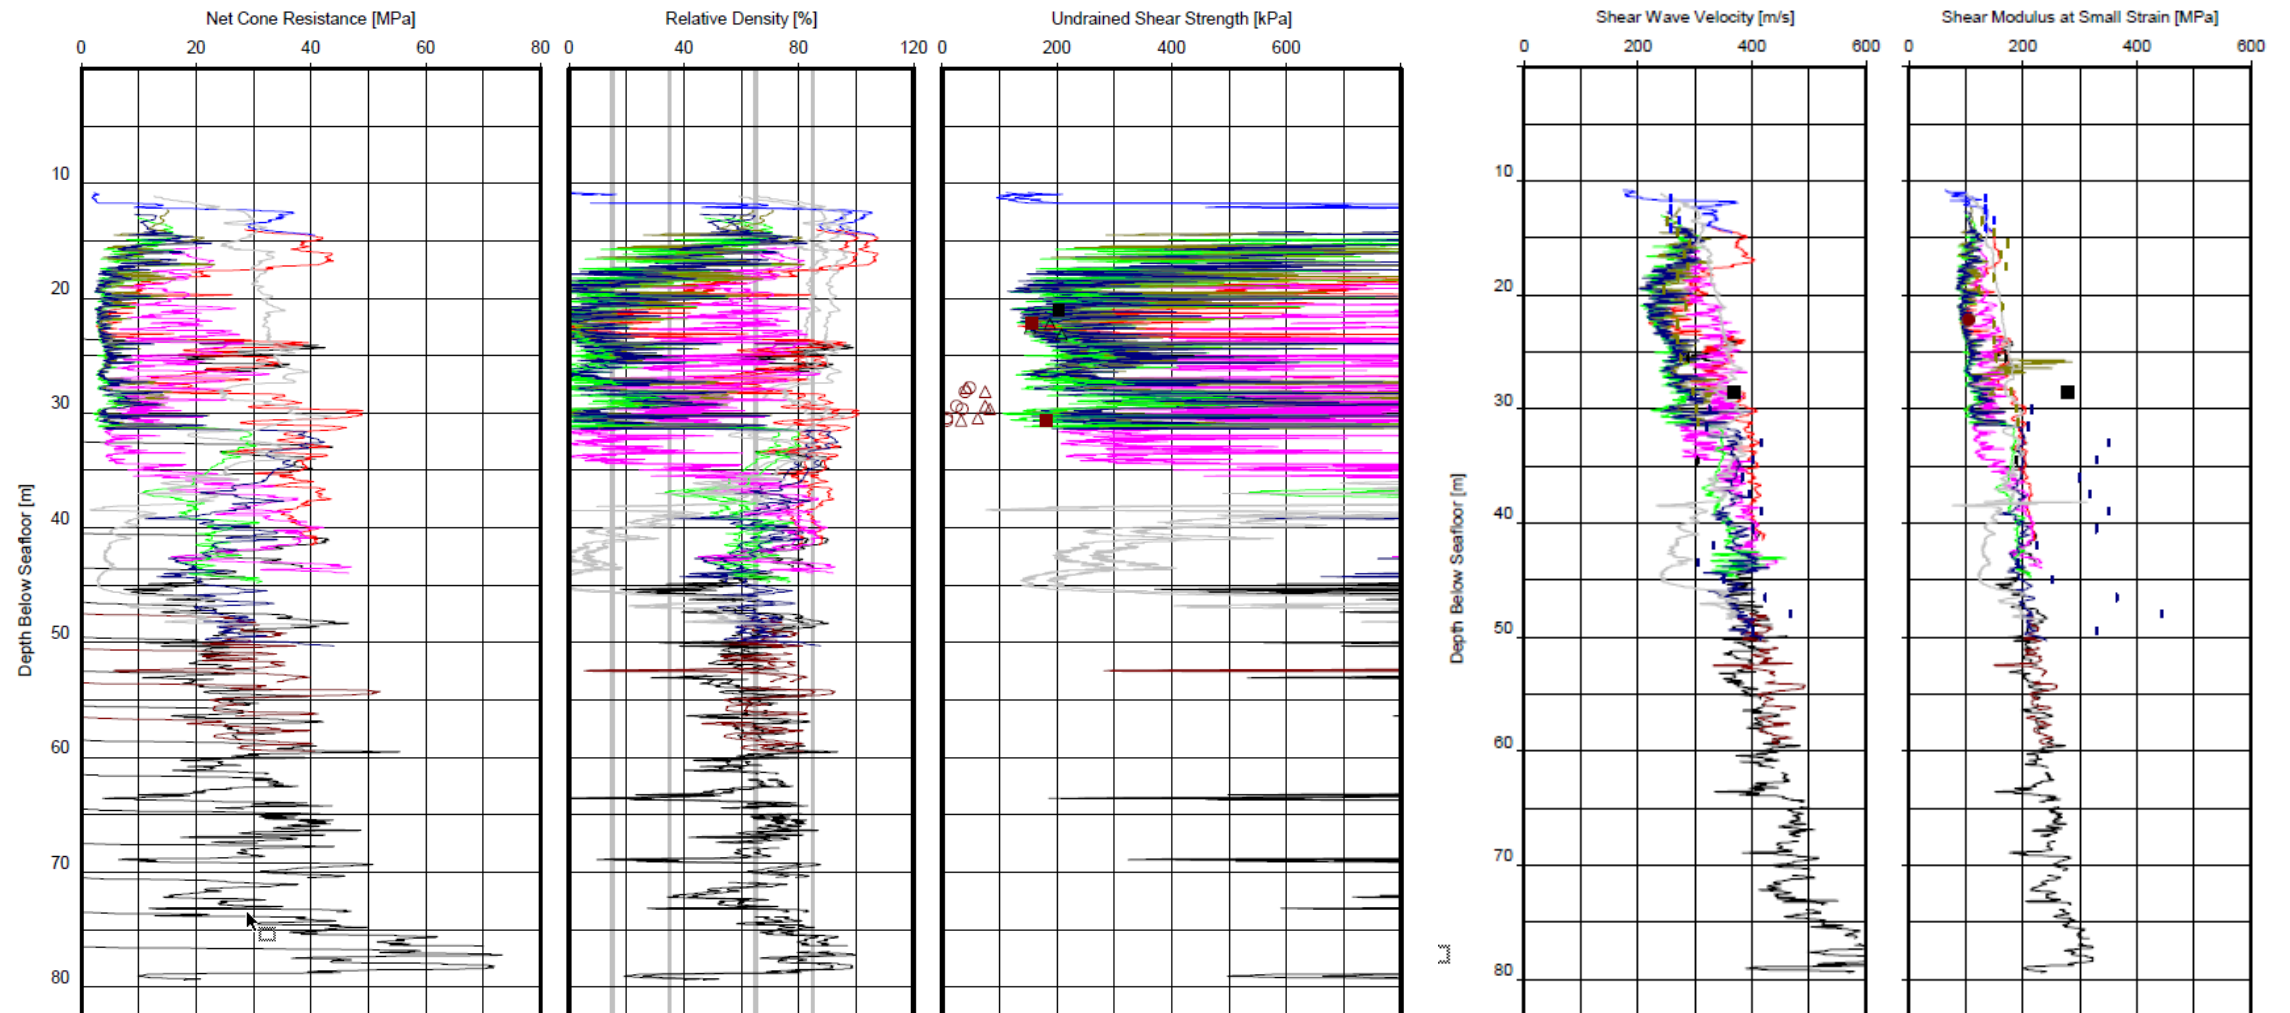 Net Cone Resistance [MPa]
0 20 40 60 80
Relative Density [%]
0 40 80 120
Undrained Shear Strength [kPa]
0 200 400 600
Shear Wave Velocity [m/s]
0 200 400 600
Shear Modulus at Small Strain [MPa]
0 200 400 600
Depth Below Seafloor [m]
10
20
30
40
50
60
70
80
Depth Below Seafloor [m]
10
20
30
40
50
60
70
80